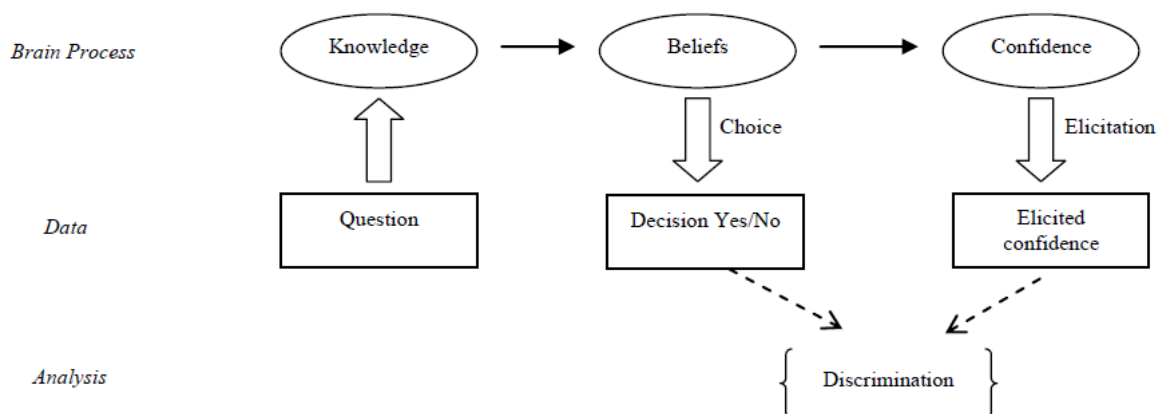 Brain Process
Knowledge
Beliefs
Confidence
Choice
Elicitation
Data
Question
Decision Yes/No
Elicited
confidence
Analysis
Discrimination